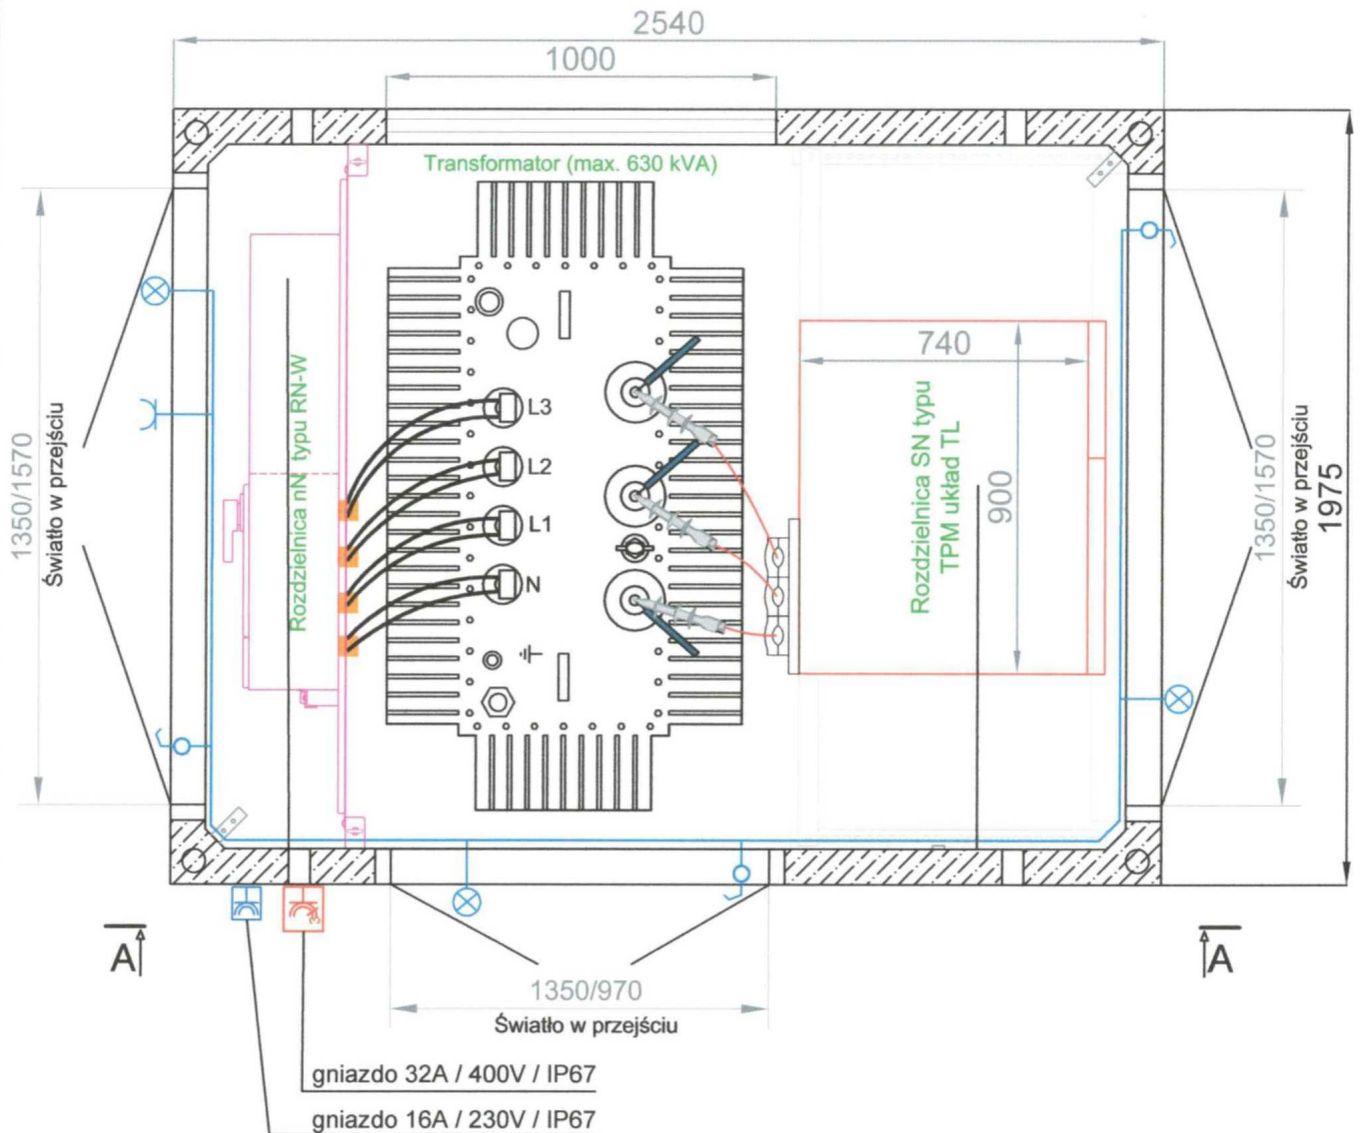 2540
1000
Transformator (max. 630 kVA)
1350/1570
Światło w przejściu
Rozdzielnica nN typu RN-W
L3
L2
L1
N
740
900
Rozdzielnica SN typu
TPM układ TL
1350/1570
Światło w przejściu
1975
3~
A
A
1350/970
Światło w przejściu
gniazdo 32A / 400V / IP67
gniazdo 16A / 230V / IP67